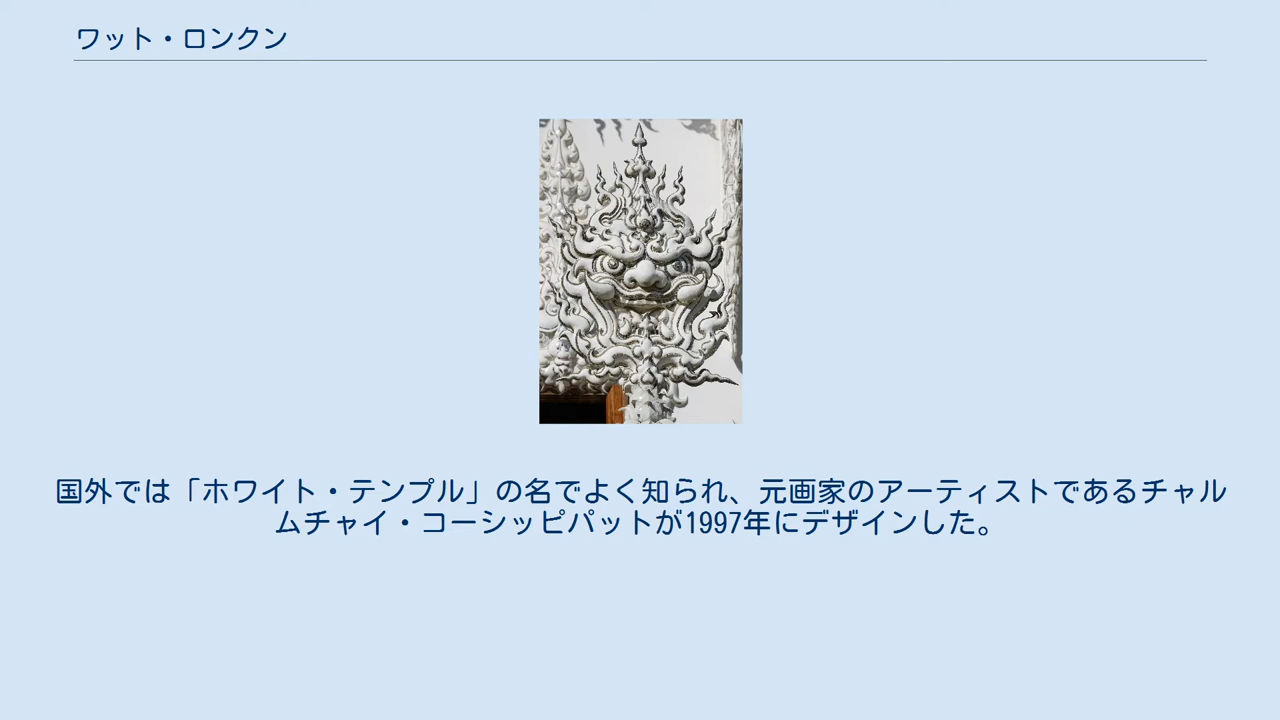 ワット・ロンクン
国外では「ホワイト・テンプル」の名でよく知られ、元画家のアーティストであるチャル
ムチャイ・コーシッピパットが1997年にデザインした。